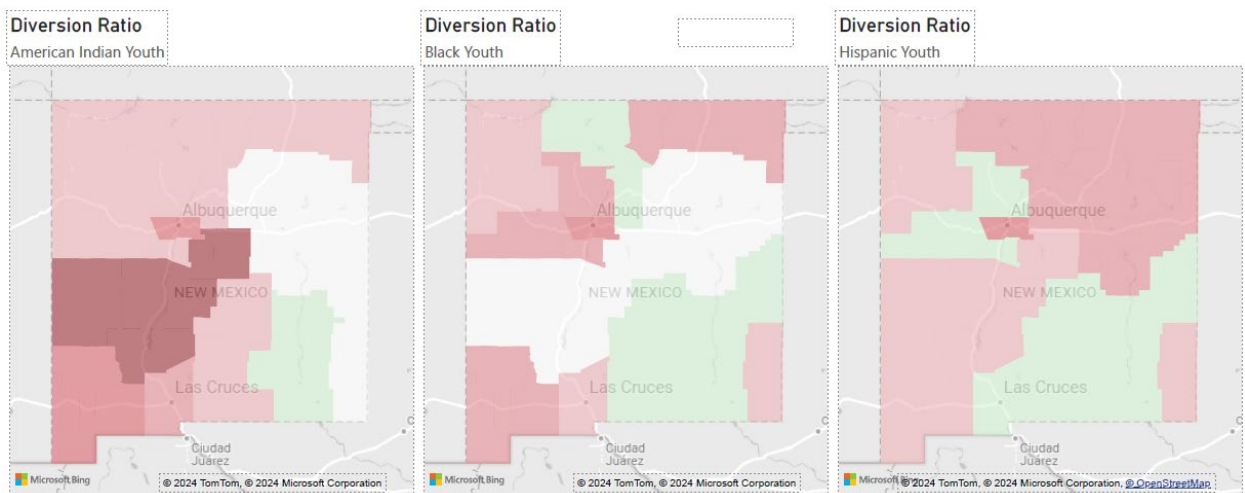 Diversion Ratio
American Indian Youth
Albuquerque
NEW MEXICO
Las Cruces
Ciudad
Juárez
Microsoft Bing
© 2024 TomTom, © 2024 Microsoft Corporation
Diversion Ratio
Black Youth
Albuquerque
NEW MEXICO
Las Cruces
Ciudad
Juárez
Microsoft Bing
© 2024 TomTom, © 2024 Microsoft Corporation
Diversion Ratio
Hispanic Youth
Albuquerque
NEW MEXICO
Las Cruces
Ciudad
Juárez
Microsoft Bing
© 2024 TomTom, © 2024 Microsoft Corporation, © OpenStreetMap